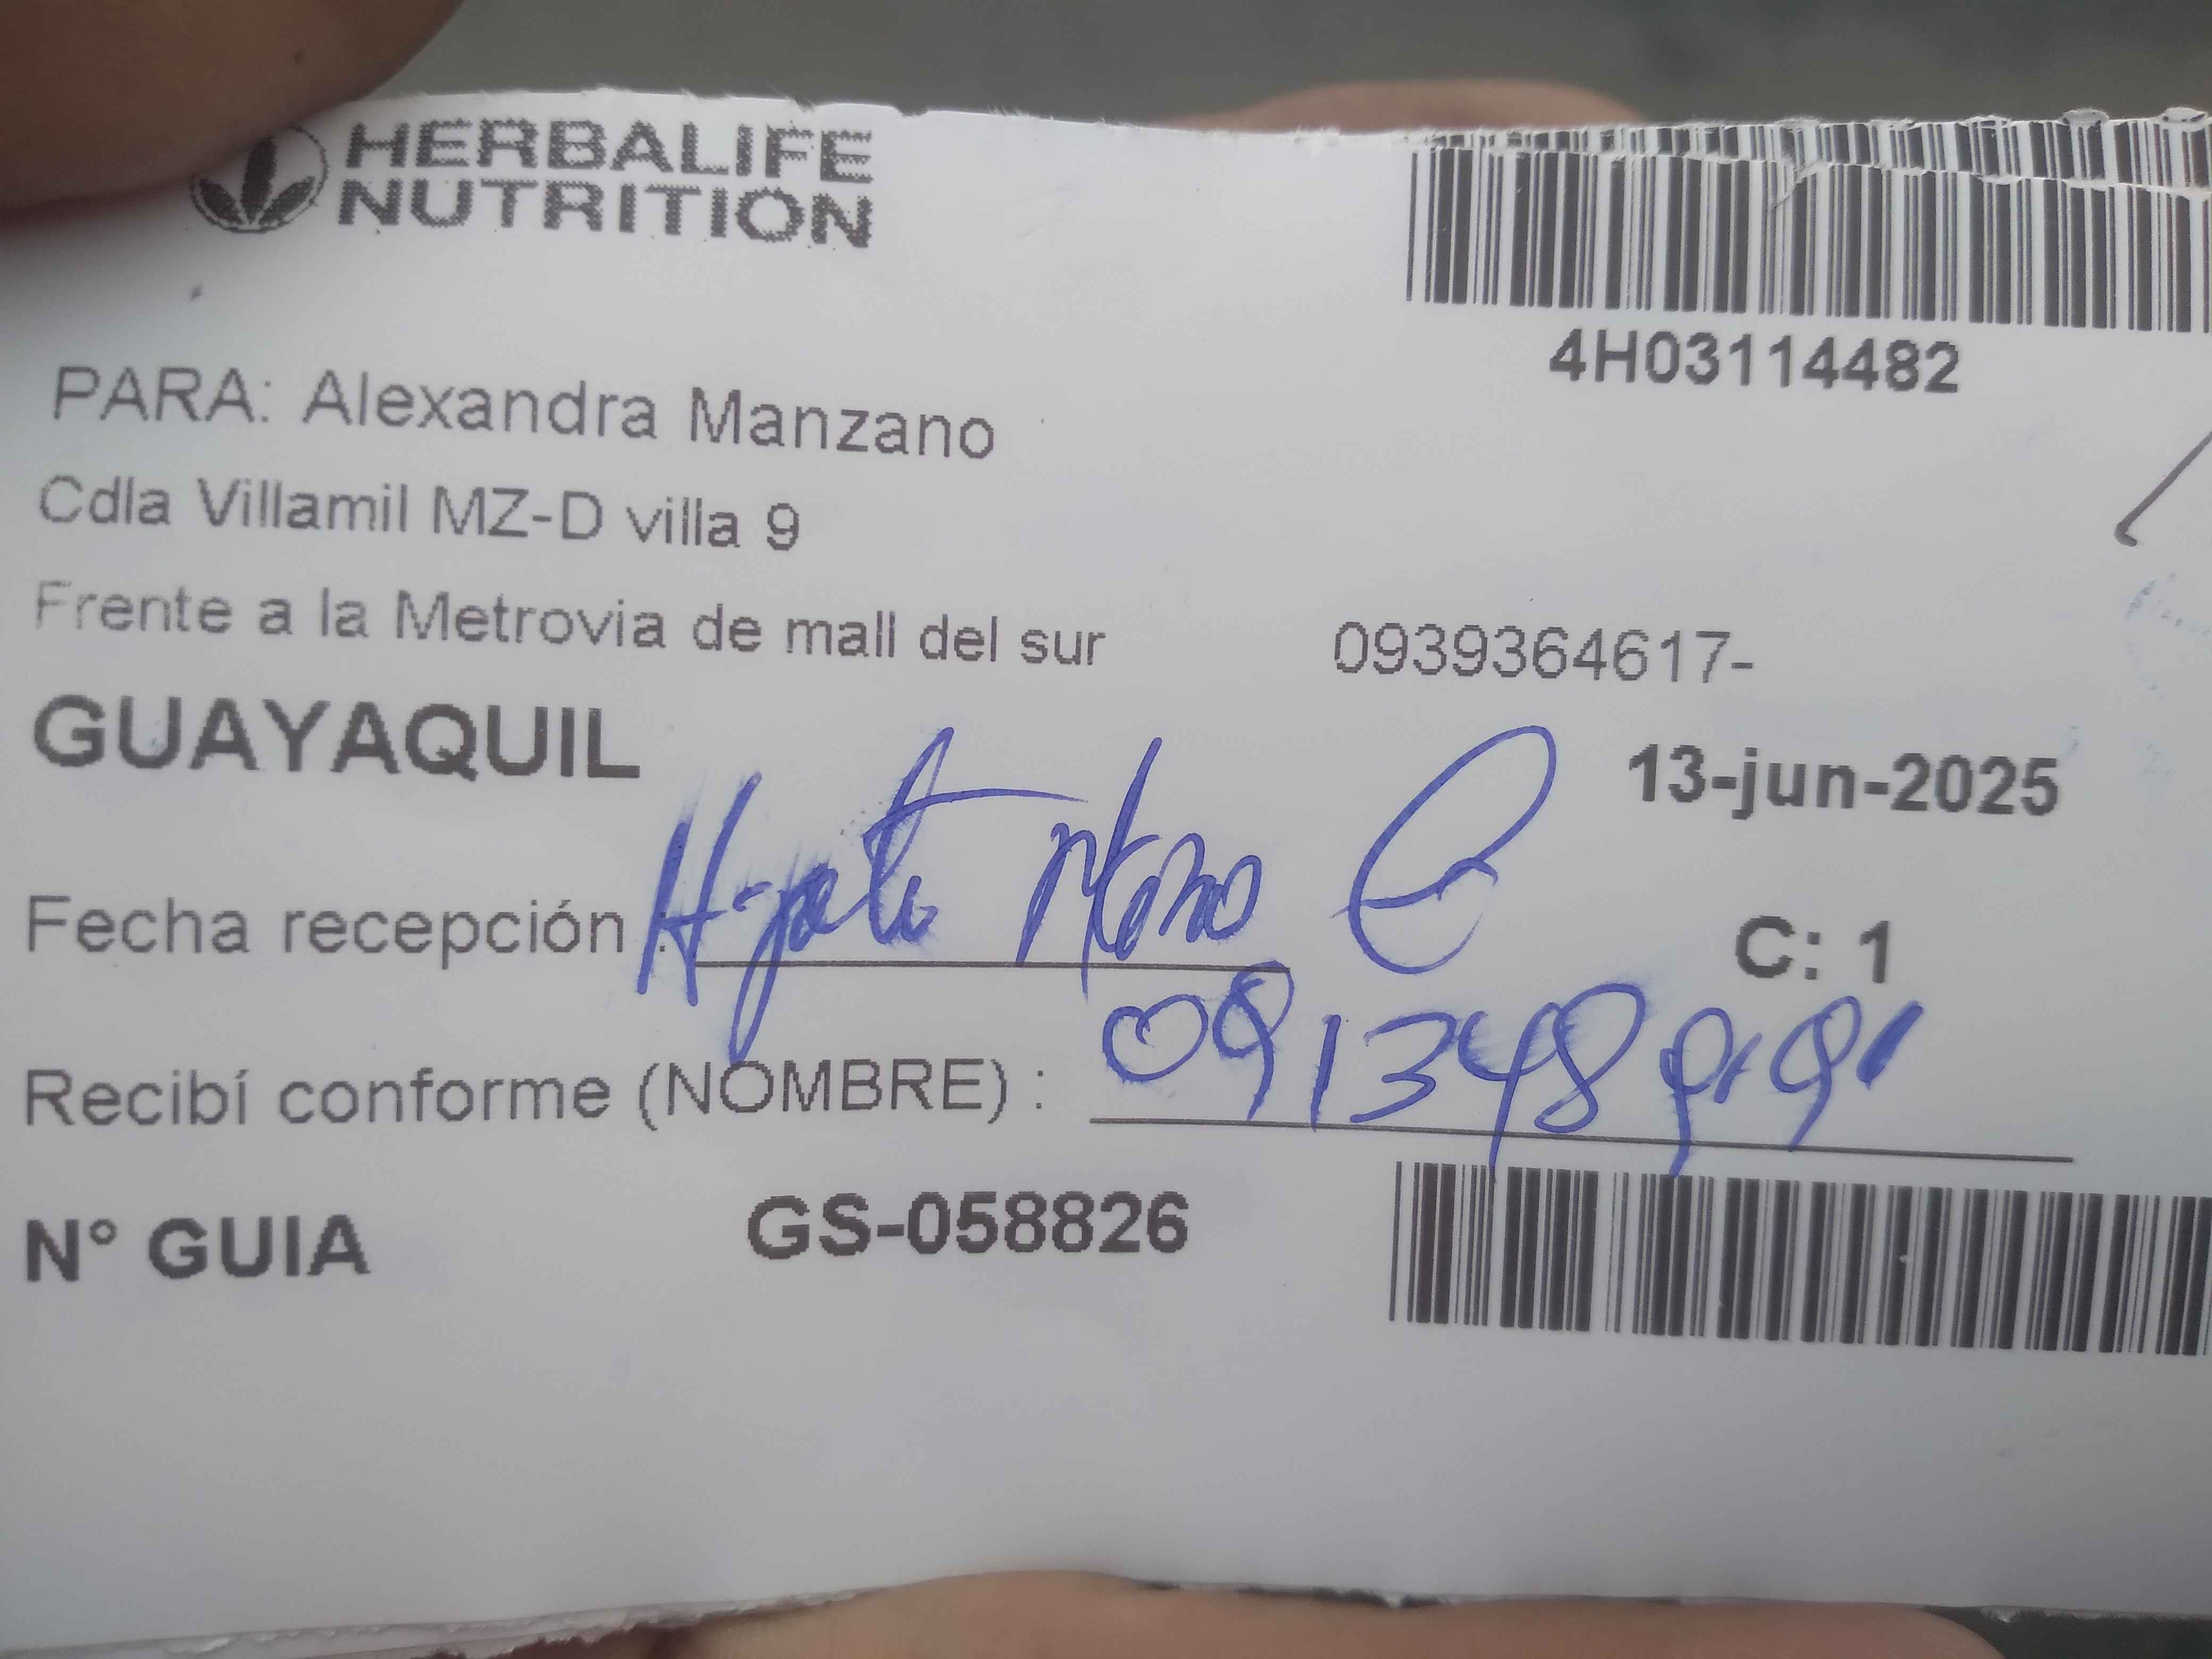 HERBALIFE
NUTRITION
4H03114482
PARA: Alexandra Manzano
Cdla Villamil MZ-D villa 9
Frente a la Metrovia de mall del sur 0939364617-
GUAYAQUIL 13-jun-2025
Fecha recepción :
C: 1
Recibí conforme (NOMBRE) :
N° GUIA GS-058826